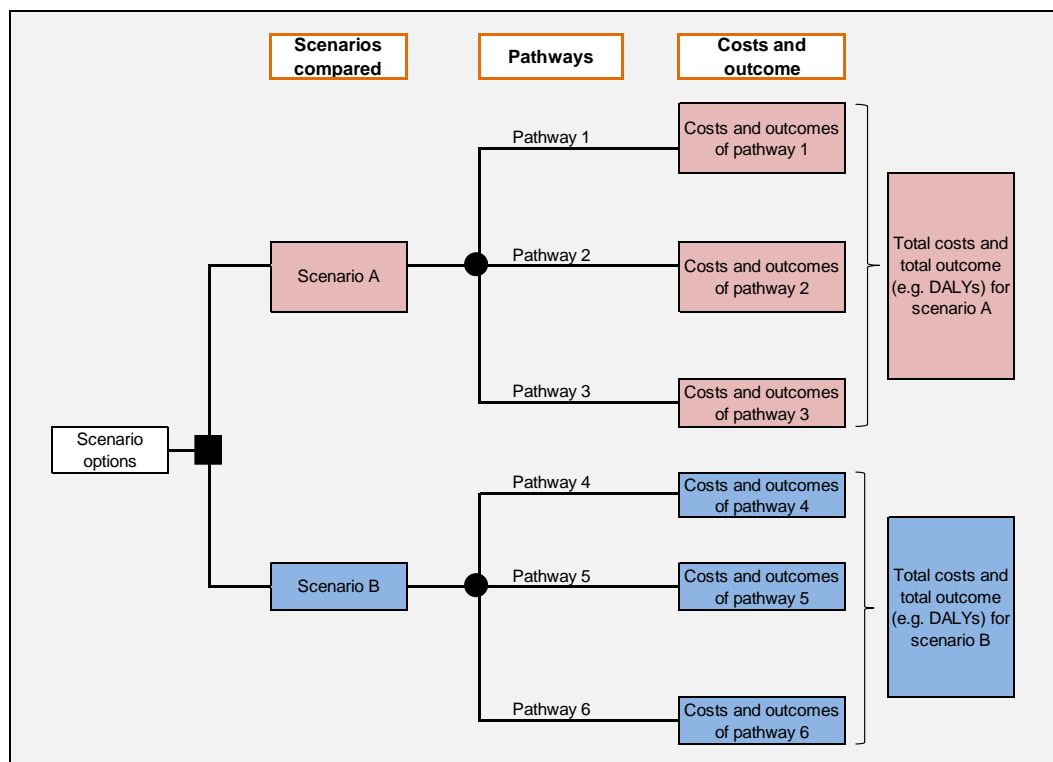 Scenarios
compared
Pathways
Costs and
outcome
Pathway 1
Costs and outcomes
of pathway 1
Scenario A
Pathway 2
Costs and outcomes
of pathway 2
Pathway 3
Costs and outcomes
of pathway 3
Total costs and
total outcome
(e.g. DALYs) for
scenario A
Scenario
options
Pathway 4
Costs and outcomes
of pathway 4
Scenario B
Pathway 5
Costs and outcomes
of pathway 5
Pathway 6
Costs and outcomes
of pathway 6
Total costs and
total outcome
(e.g. DALYs) for
scenario B